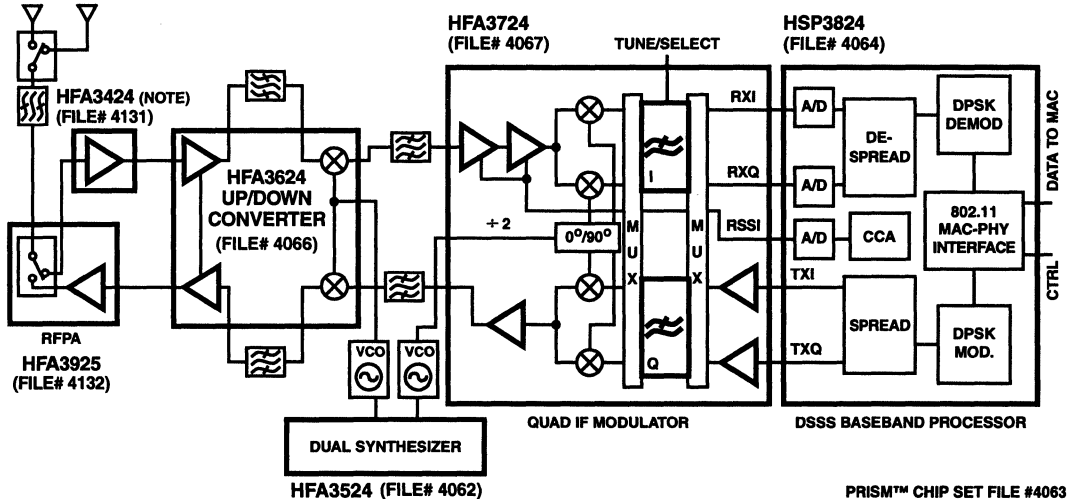 HFA3424 (NOTE)
(FILE# 4131)
HFA3624
UP/DOWN
CONVERTER
(FILE# 4066)
RFPA
HFA3925
(FILE# 4132)
VCO
VCO
DUAL SYNTHESIZER
HFA3524 (FILE# 4062)
HFA3724
(FILE# 4067)
TUNE/SELECT
÷ 2
0°/90°
I
Q
M
U
X
M
U
X
QUAD IF MODULATOR
RXI
RXQ
RSSI
TXI
TXQ
HSP3824
(FILE# 4064)
A/D
A/D
A/D
DE-
SPREAD
CCA
SPREAD
DPSK
DEMOD
802.11
MAC-PHY
INTERFACE
DPSK
MOD.
DATA TO MAC
CTRL
DSSS BASEBAND PROCESSOR
PRISM™ CHIP SET FILE #4063